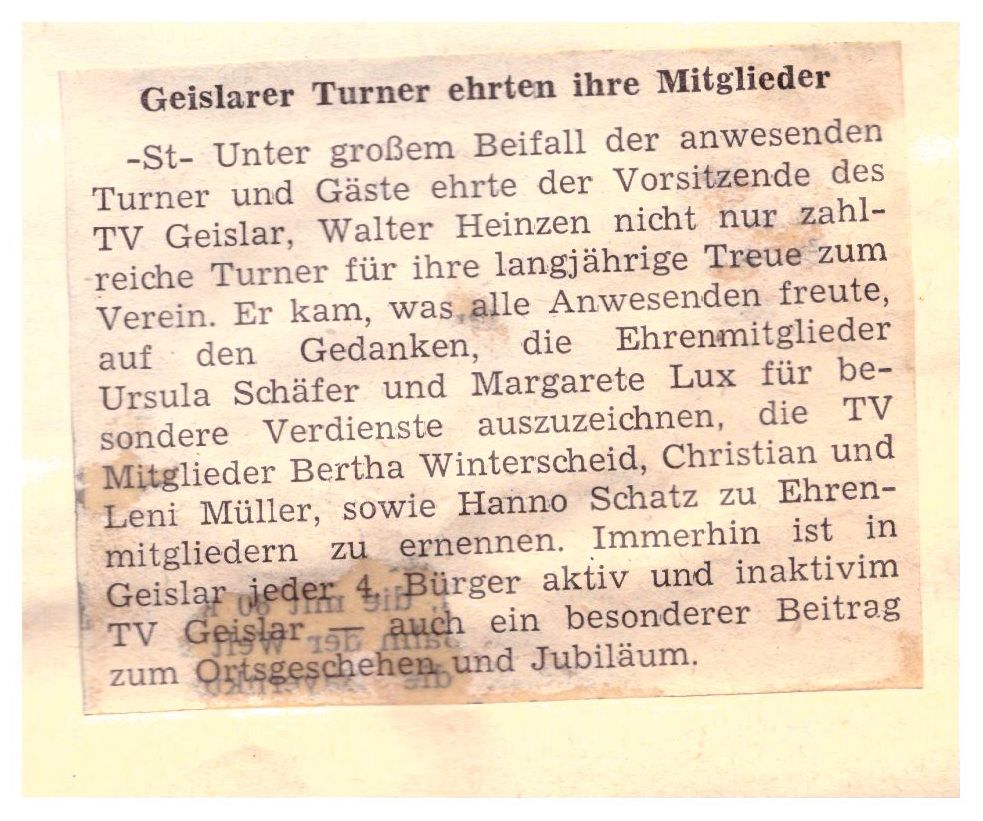 Geislarer Turner ehrten ihre Mitglieder
-St- Unter großem Beifall der anwesenden
Turner und Gäste ehrte der Vorsitzende des
TV Geislar, Walter Heinzen nicht nur zahl-
reiche Turner für ihre langjährige Treue zum
Verein. Er kam, was alle Anwesenden freute,
auf den Gedanken, die Ehrenmitglieder
Ursula Schäfer und Margarete Lux für be-
sondere Verdienste auszuzeichnen, die TV
Mitglieder Bertha Winterscheid, Christian und
Leni Müller, sowie Hanno Schatz zu Ehren-
mitgliedern zu ernennen. Immerhin ist in
Geislar jeder 4. Bürger aktiv und inaktivim
TV Geislar — auch ein besonderer Beitrag
zum Ortsgeschehen und Jubiläum.